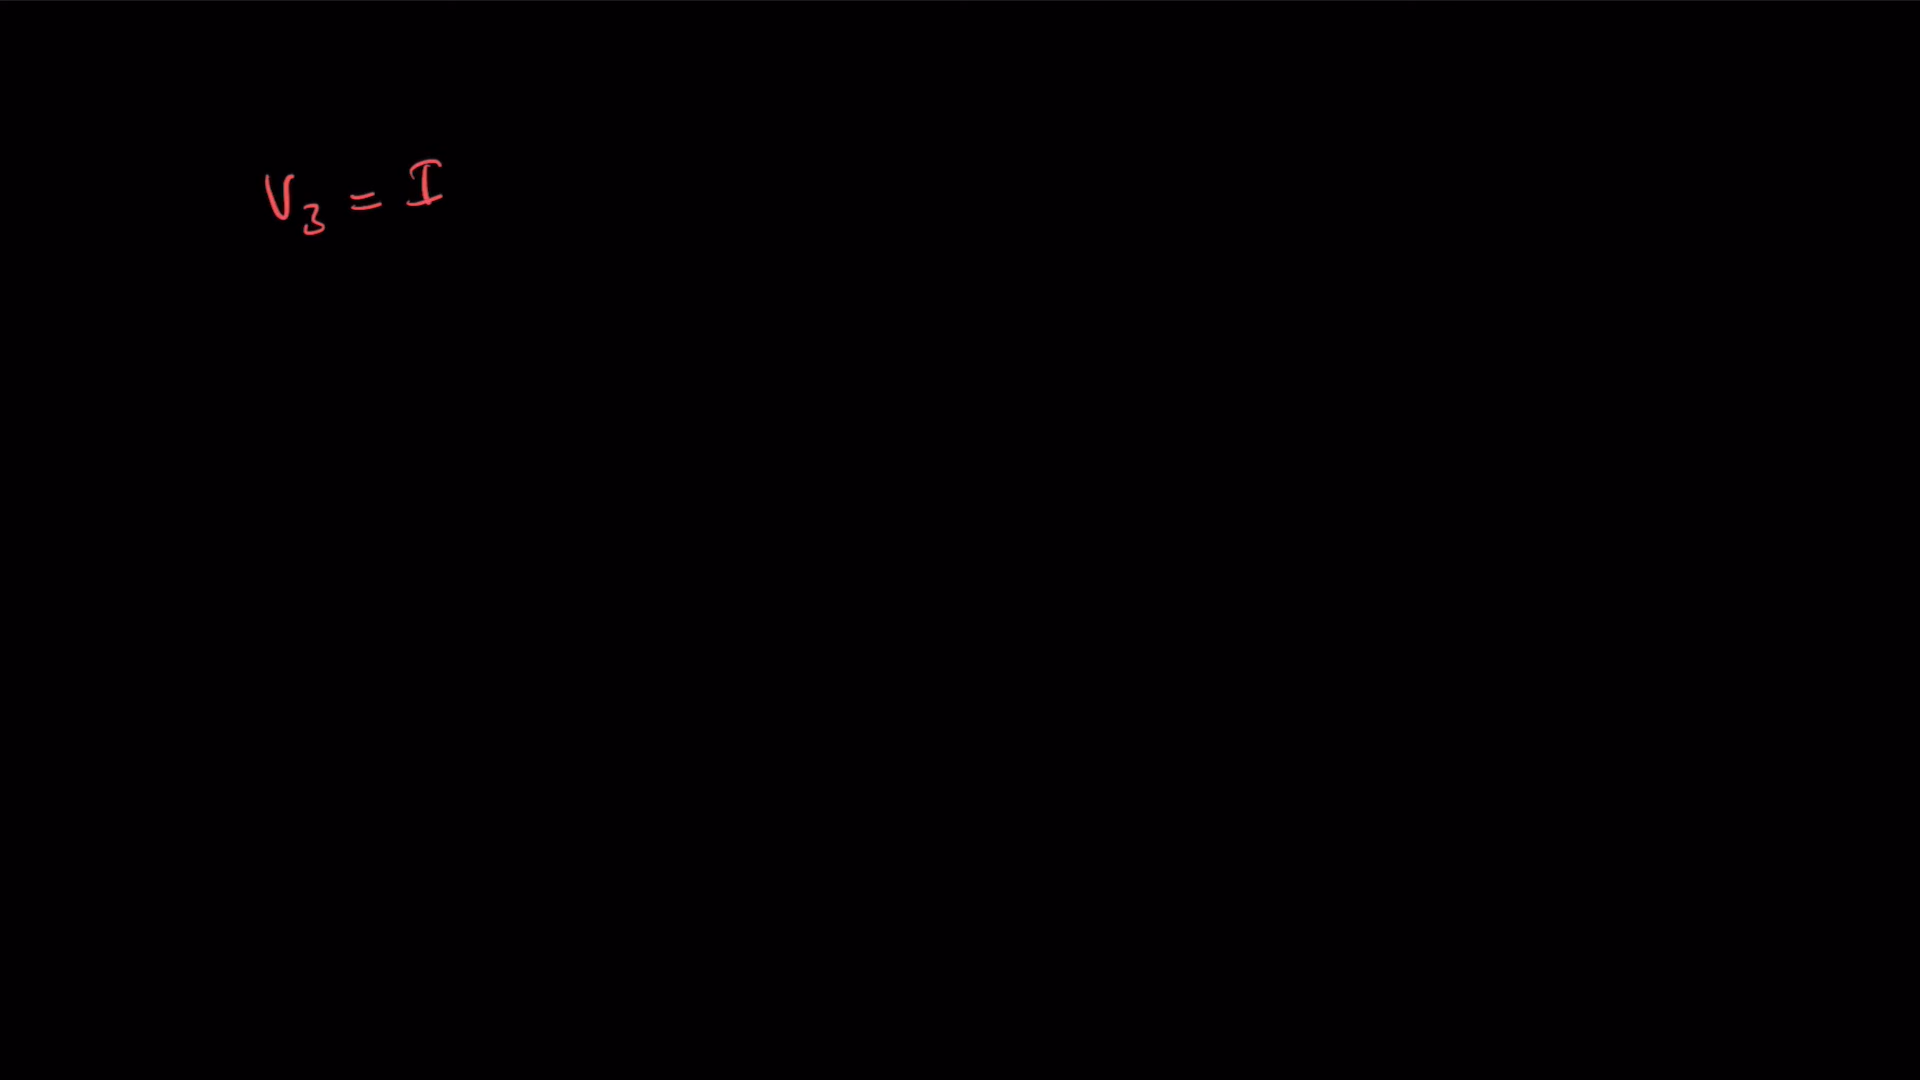 V₃ = I